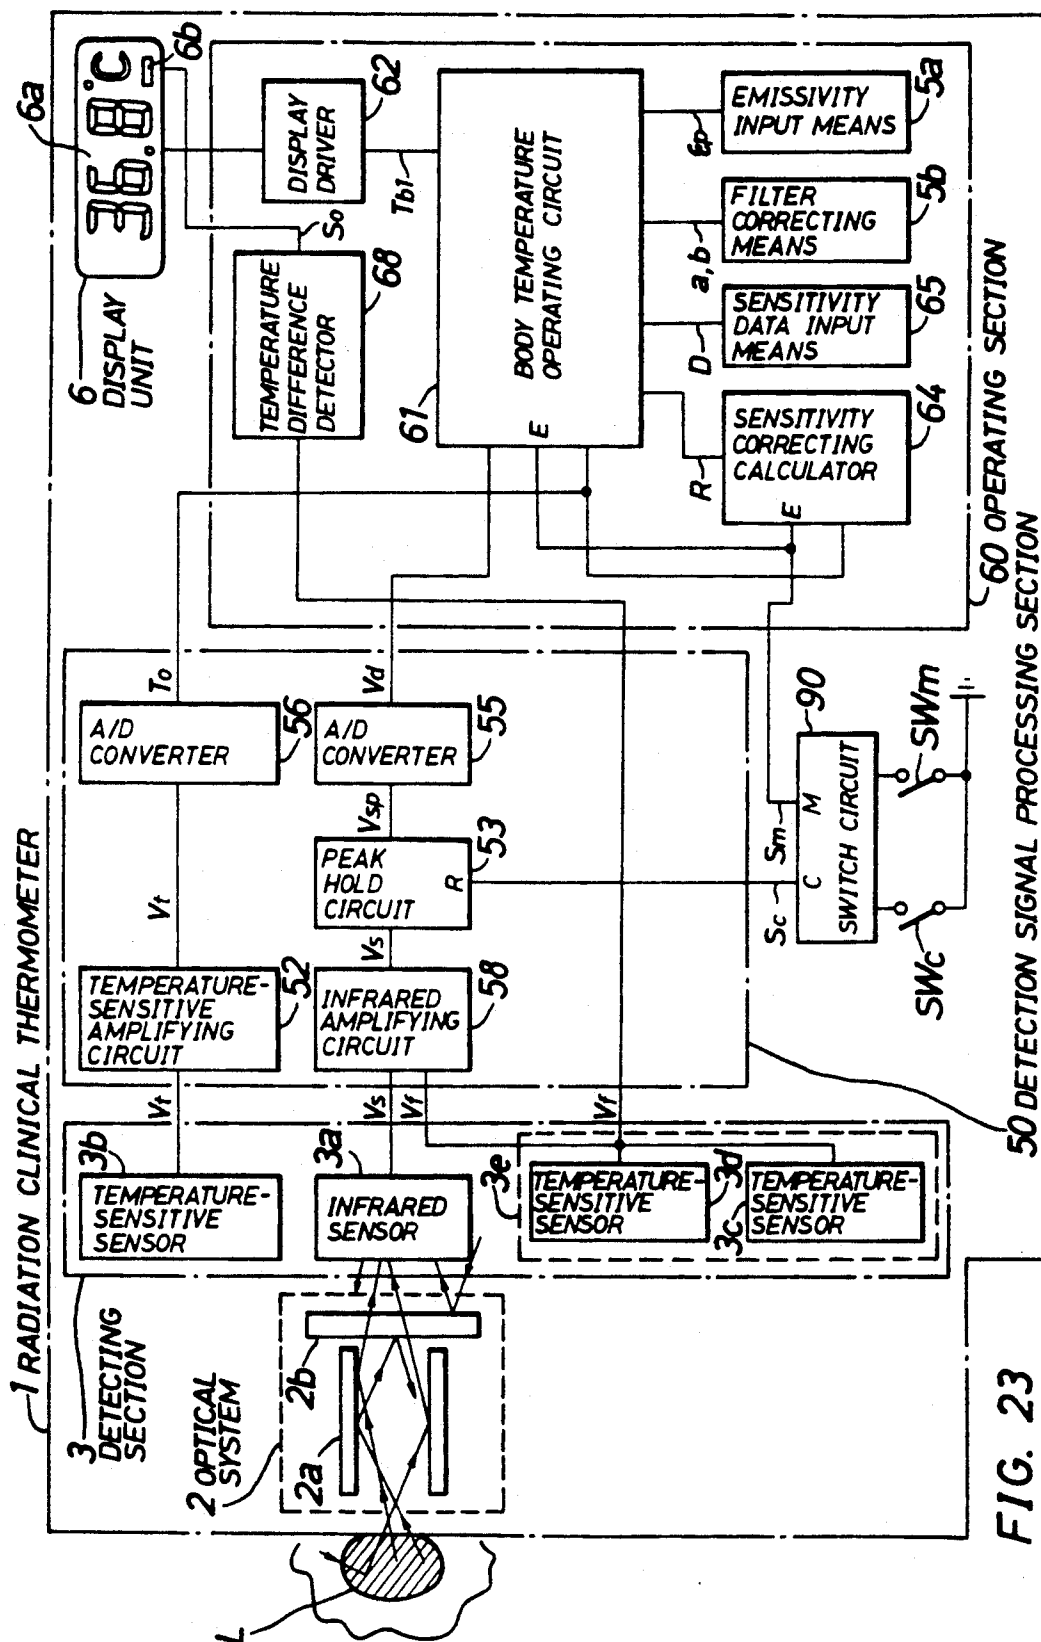 1 RADIATION CLINICAL THERMOMETER
3 DETECTING
SECTION
2 OPTICAL
SYSTEM
2a
2b
L
3b
TEMPERATURE-
SENSITIVE
SENSOR
3a
INFRARED
SENSOR
3e
TEMPERATURE-
SENSITIVE
SENSOR
3d
3c
TEMPERATURE-
SENSITIVE
SENSOR
Vt
Vs
Vf
Vf
TEMPERATURE-
SENSITIVE
AMPLIFYING
CIRCUIT
52
INFRARED
AMPLIFYING
CIRCUIT
58
Vt
Vs
PEAK
HOLD
CIRCUIT
R
53
Vsp
A/D
CONVERTER
56
A/D
CONVERTER
55
To
Vd
50 DETECTION SIGNAL PROCESSING SECTION
Sc
Sm
C
M
SWITCH CIRCUIT
90
SWc
SWm
6
DISPLAY
UNIT
6a
36.8°C
6b
TEMPERATURE
DIFFERENCE
DETECTOR
68
So
DISPLAY
DRIVER
62
Tb1
61
BODY TEMPERATURE
OPERATING CIRCUIT
E
R
D
a,b
εp
SENSITIVITY
CORRECTING
CALCULATOR
E
64
SENSITIVITY
DATA INPUT
MEANS
65
FILTER
CORRECTING
MEANS
5b
EMISSIVITY
INPUT MEANS
5a
60 OPERATING SECTION
FIG. 23